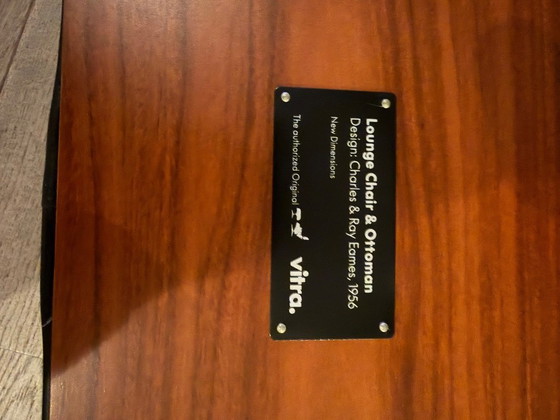 Lounge Chair & Ottoman
Design: Charles & Ray Eames, 1956
New Dimensions
The authorized Original
vitra.